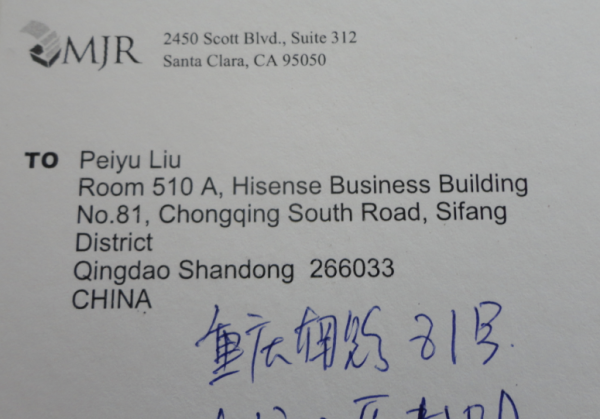 MJR
2450 Scott Blvd., Suite 312
Santa Clara, CA 95050
TO Peiyu Liu
Room 510 A, Hisense Business Building
No.81, Chongqing South Road, Sifang
District
Qingdao Shandong 266033
CHINA
重庆南路 81号